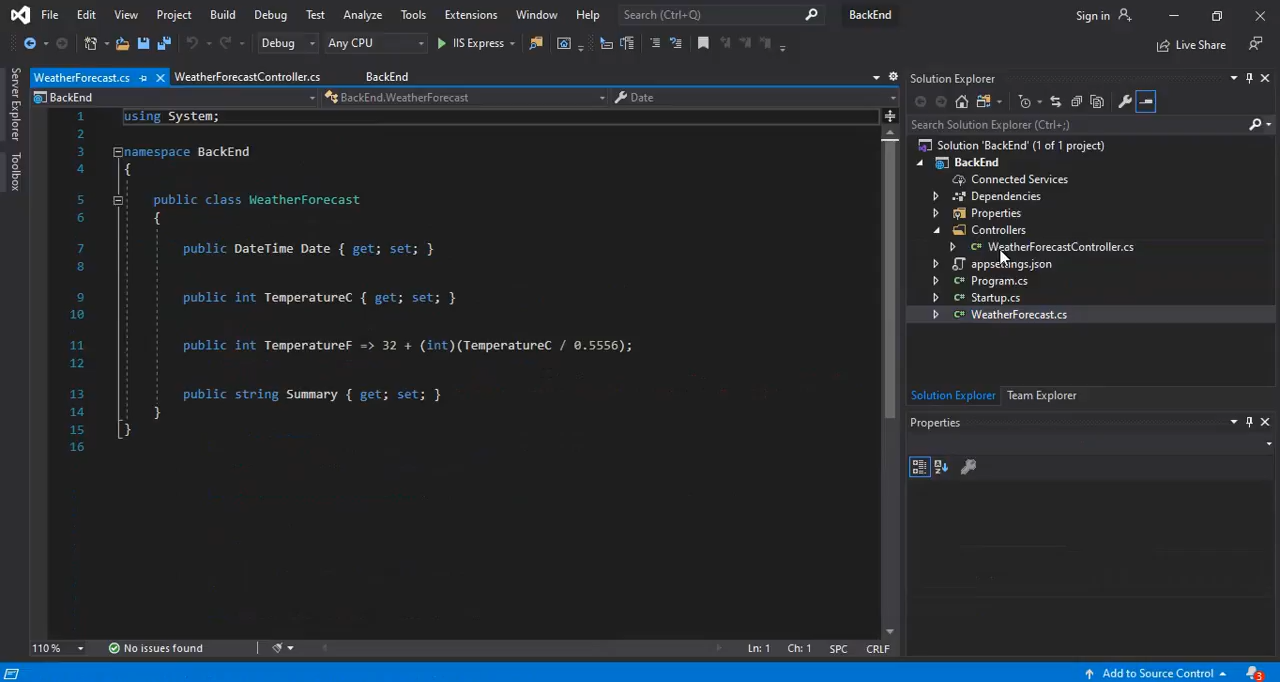 File Edit View Project Build Debug Test Analyze Tools Extensions Window Help Search (Ctrl+Q) BackEnd Sign in
Debug Any CPU IIS Express Live Share
Server Explorer
Toolbox
WeatherForecast.cs WeatherForecastController.cs BackEnd
BackEnd BackEnd.WeatherForecast Date
1 using System;
2
3 namespace BackEnd
4 {
5 public class WeatherForecast
6 {
7 public DateTime Date { get; set; }
8
9 public int TemperatureC { get; set; }
10
11 public int TemperatureF => 32 + (int)(TemperatureC / 0.5556);
12
13 public string Summary { get; set; }
14 }
15 }
16
110 % No issues found Ln: 1 Ch: 1 SPC CRLF
Solution Explorer
Search Solution Explorer (Ctrl+;)
Solution 'BackEnd' (1 of 1 project)
BackEnd
Connected Services
Dependencies
Properties
Controllers
C# WeatherForecastController.cs
appsettings.json
C# Program.cs
C# Startup.cs
C# WeatherForecast.cs
Solution Explorer Team Explorer
Properties
Add to Source Control 3